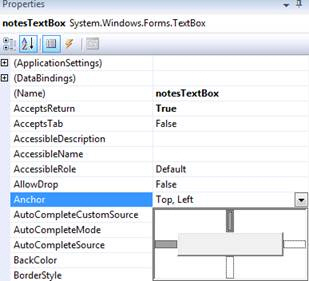 Properties
notesTextBox System.Windows.Forms.TextBox
(ApplicationSettings)
(DataBindings)
(Name) notesTextBox
AcceptsReturn True
AcceptsTab False
AccessibleDescription
AccessibleName
AccessibleRole Default
AllowDrop False
Anchor Top, Left
AutoCompleteCustomSource
AutoCompleteMode
AutoCompleteSource
BackColor
BorderStyle